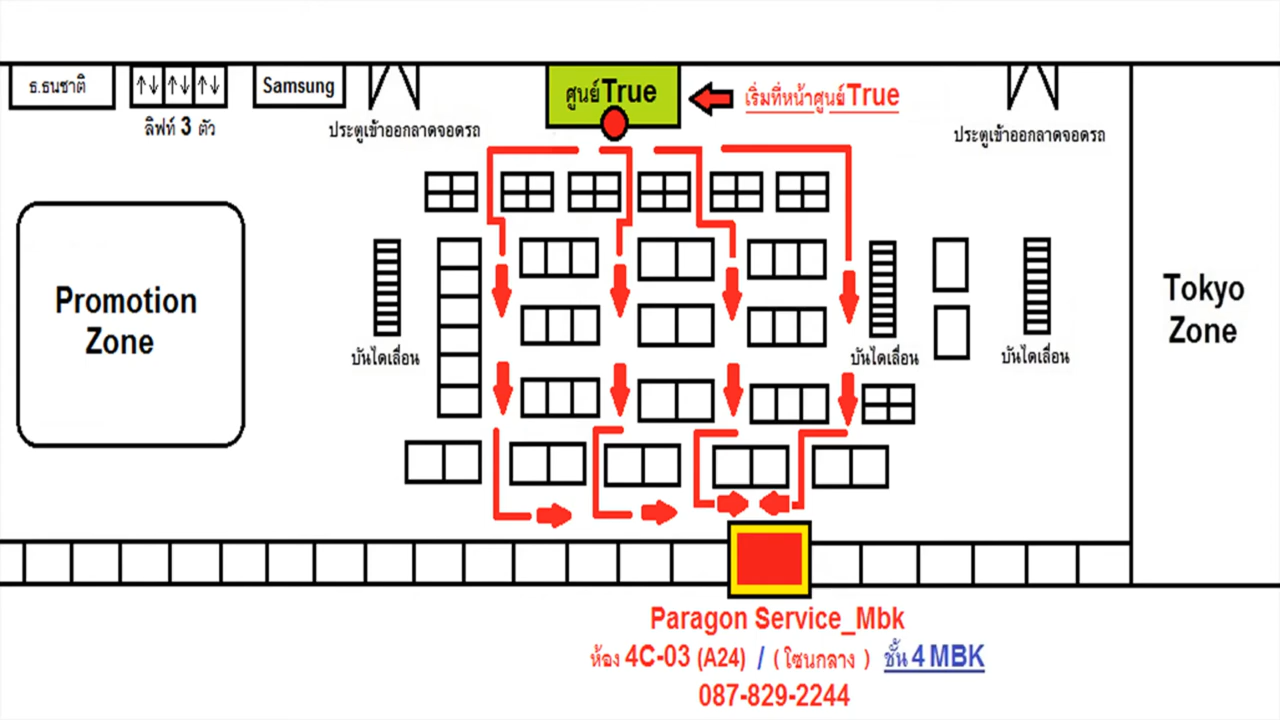 ธ.ธนชาติ
ลิฟท์ 3 ตัว
Samsung
ประตูเข้าออกลาดจอดรถ
ศูนย์True
เริ่มที่หน้าศูนย์True
ประตูเข้าออกลาดจอดรถ
Promotion
Zone
บันไดเลื่อน
บันไดเลื่อน
บันไดเลื่อน
Tokyo
Zone
Paragon Service_Mbk
ห้อง 4C-03 (A24) / ( โซนกลาง ) ชั้น 4 MBK
087-829-2244